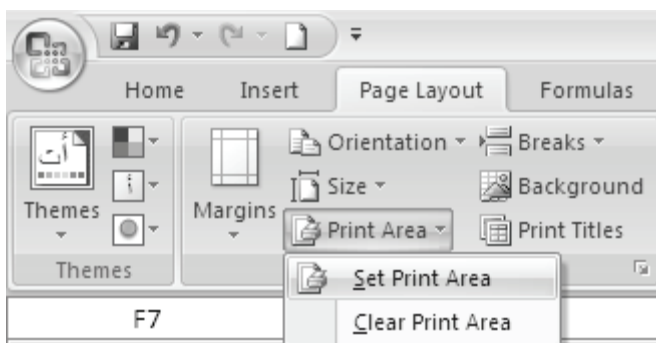 Home Insert Page Layout Formulas
Themes
أت
Margins
Orientation
Size
Print Area
Breaks
Background
Print Titles
Themes
Set Print Area
Clear Print Area
F7